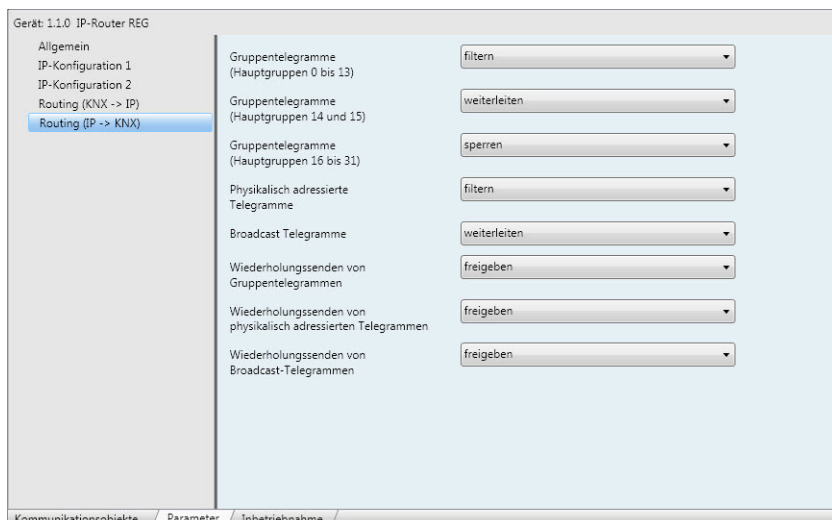 Gerät: 1.1.0 IP-Router REG
Allgemein
IP-Konfiguration 1
IP-Konfiguration 2
Routing (KNX -> IP)
Routing (IP -> KNX)
Gruppentelegramme
(Hauptgruppen 0 bis 13)
filtern
Gruppentelegramme
(Hauptgruppen 14 und 15)
weiterleiten
Gruppentelegramme
(Hauptgruppen 16 bis 31)
sperren
Physikalisch adressierte
Telegramme
filtern
Broadcast Telegramme
weiterleiten
Wiederholungssenden von
Gruppentelegrammen
freigeben
Wiederholungssenden von
physikalisch adressierten Telegrammen
freigeben
Wiederholungssenden von
Broadcast-Telegrammen
freigeben
Kommunikationsobjekte / Parameter / Inbetriebnahme /